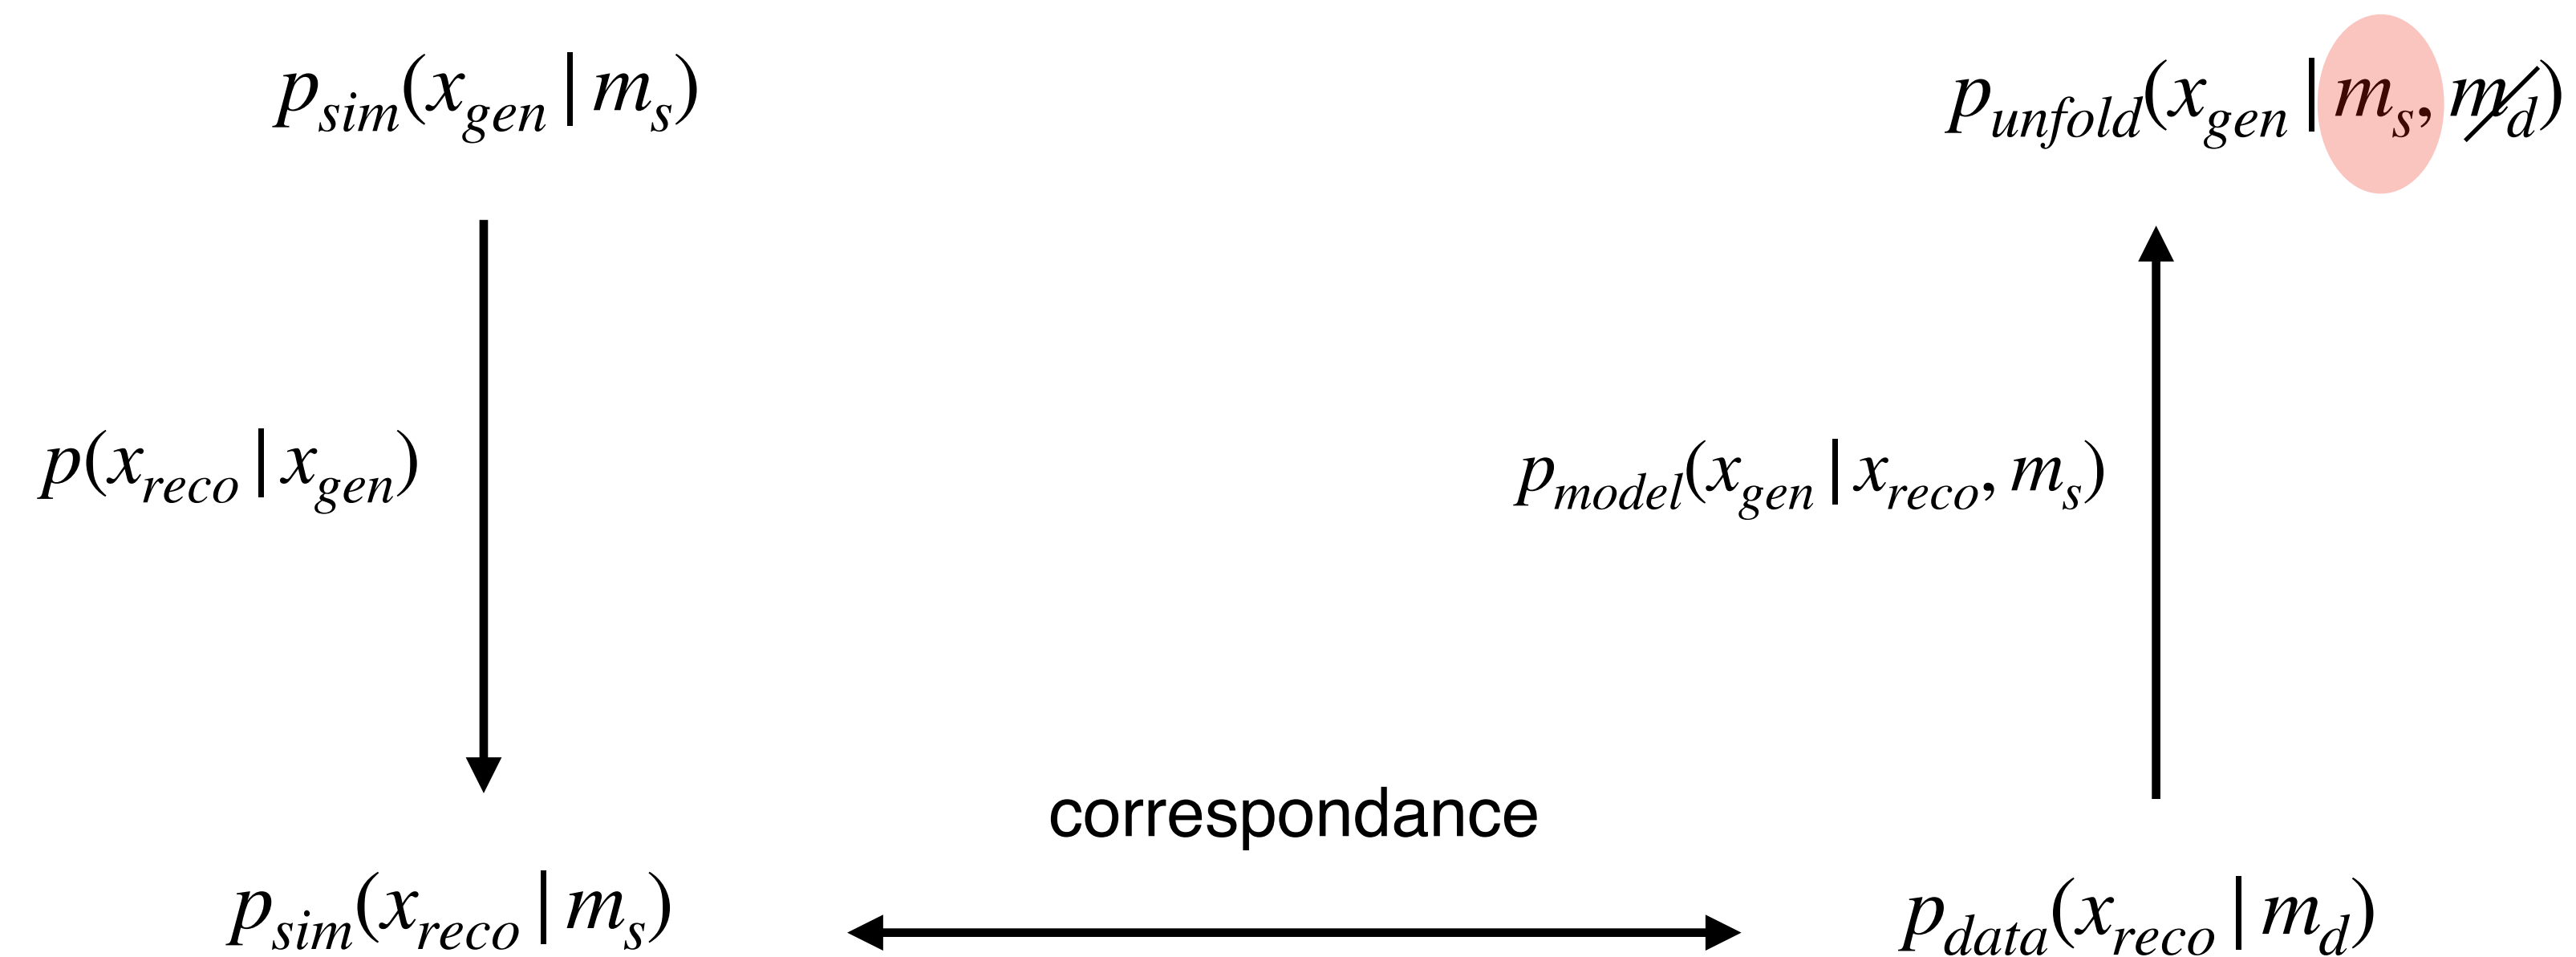 p_sim(x_gen | m_s)
p_unfold(x_gen | m_s, m_d)
p(x_reco | x_gen)
p_model(x_gen | x_reco, m_s)
correspondance
p_sim(x_reco | m_s)
p_data(x_reco | m_d)